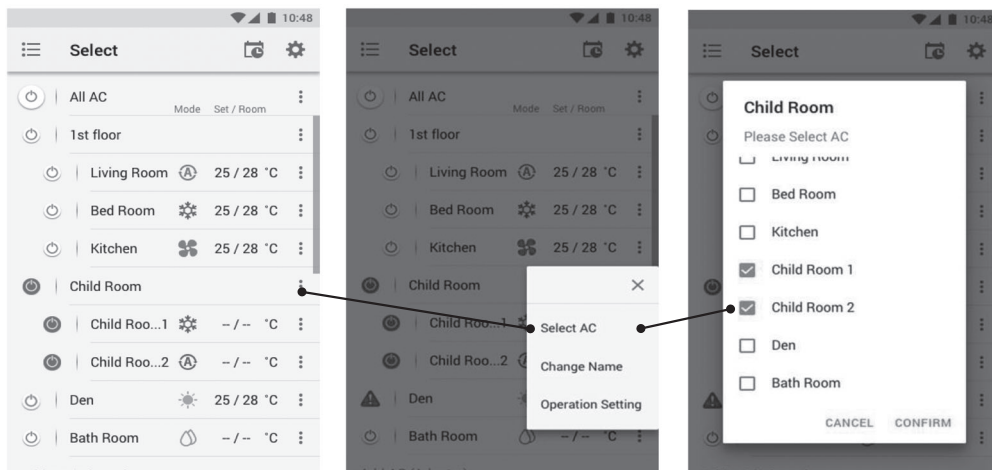 10:48
Select
All AC
Mode Set / Room
1st floor
Living Room A 25 / 28 °C
Bed Room 25 / 28 °C
Kitchen 25 / 28 °C
Child Room
Child Roo...1 -- / -- °C
Child Roo...2 A -- / -- °C
Den 25 / 28 °C
Bath Room -- / -- °C
10:48
Select
All AC
Mode Set / Room
1st floor
Living Room A 25 / 28 °C
Bed Room 25 / 28 °C
Kitchen 25 / 28 °C
Child Room
Child Roo...1
Child Roo...2
Den
Bath Room -- / -- °C
Select AC
Change Name
Operation Setting
10:48
Select
Child Room
Please Select AC
Living Room
Bed Room
Kitchen
Child Room 1
Child Room 2
Den
Bath Room
CANCEL CONFIRM